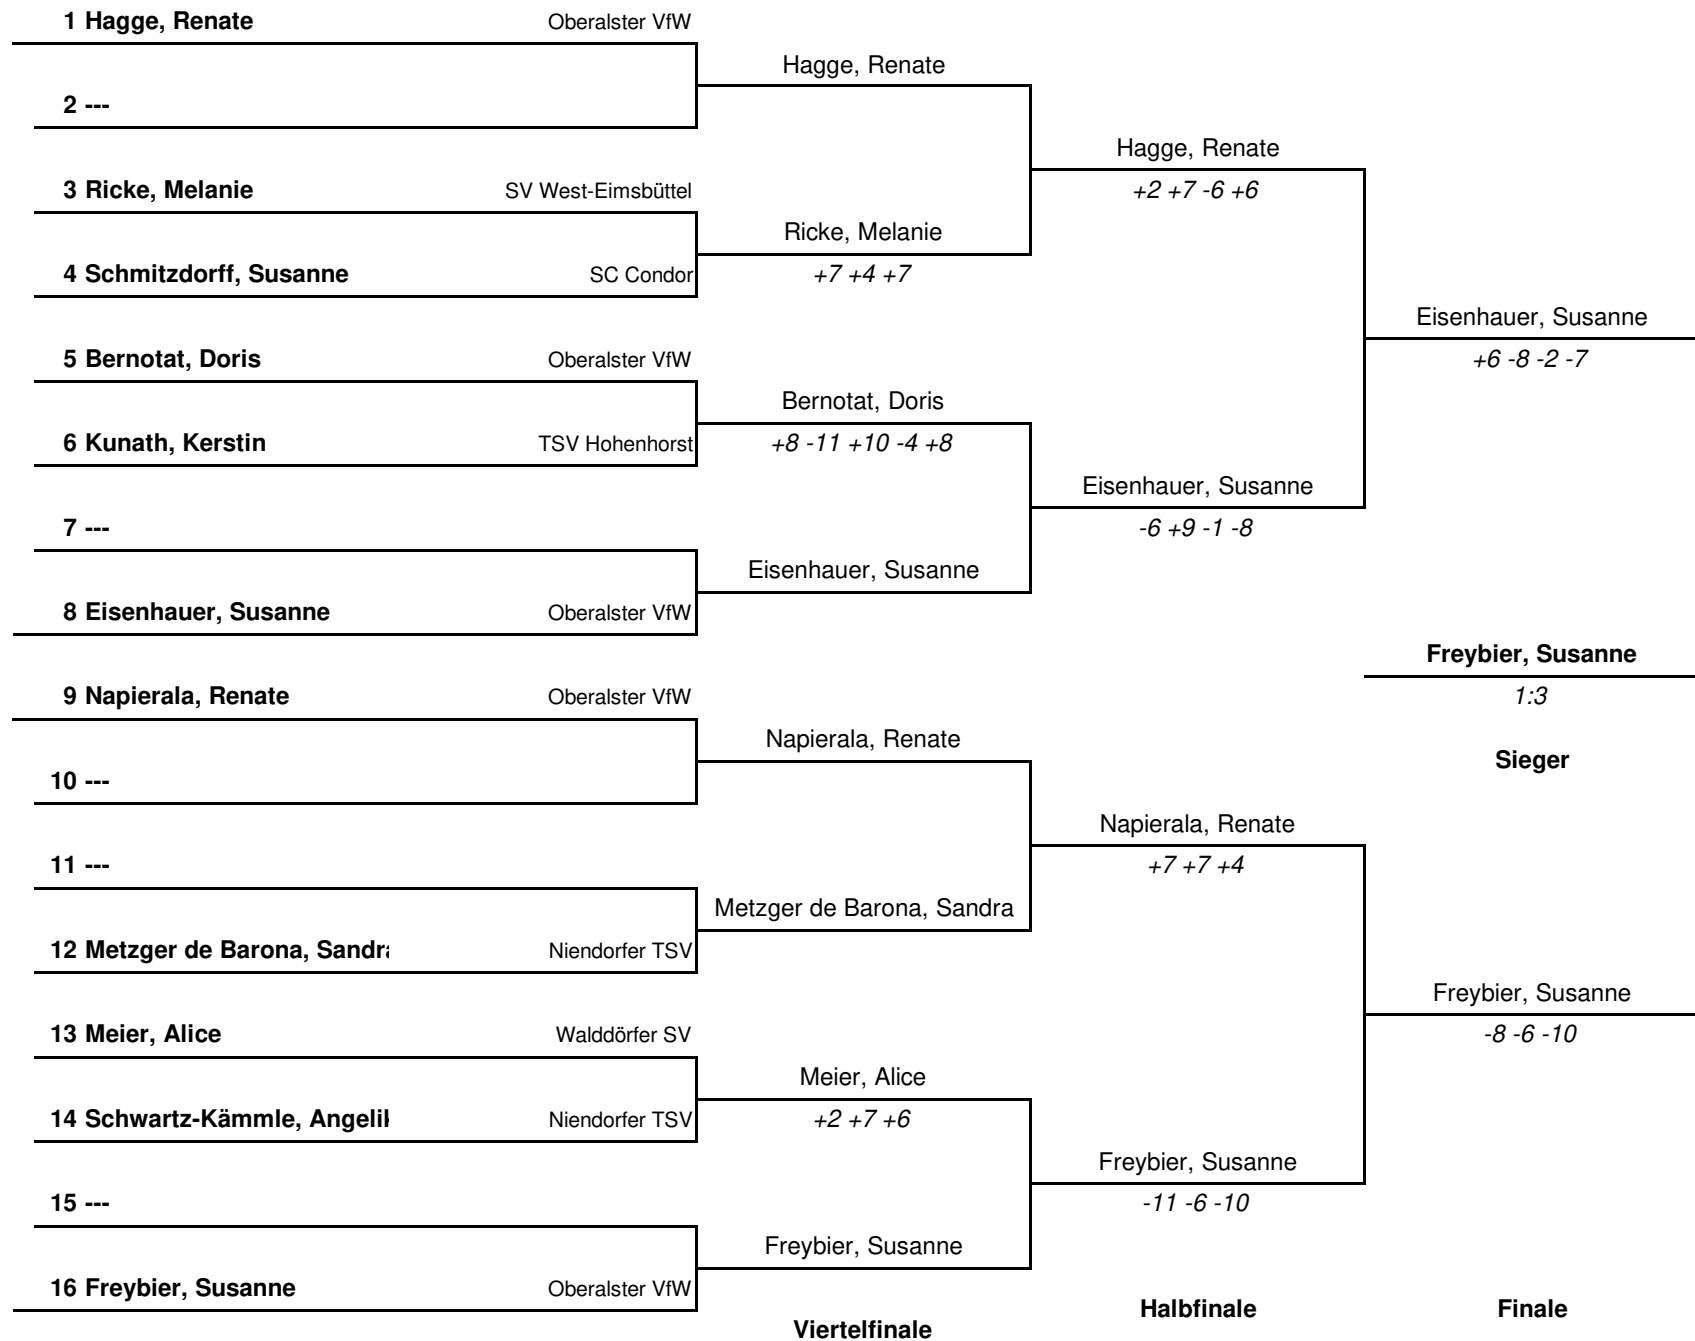 1 Hagge, Renate Oberalster VfW
Hagge, Renate
2 ---
Hagge, Renate
3 Ricke, Melanie SV West-Eimsbüttel +2 +7 -6 +6
Ricke, Melanie
4 Schmitzdorff, Susanne SC Condor +7 +4 +7
Eisenhauer, Susanne
5 Bernotat, Doris Oberalster VfW +6 -8 -2 -7
Bernotat, Doris
6 Kunath, Kerstin TSV Hohenhorst +8 -11 +10 -4 +8
Eisenhauer, Susanne
7 --- -6 +9 -1 -8
Eisenhauer, Susanne
8 Eisenhauer, Susanne Oberalster VfW
Freybier, Susanne
9 Napierala, Renate Oberalster VfW 1:3
Napierala, Renate
Sieger
10 ---
Napierala, Renate
11 --- +7 +7 +4
Metzger de Barona, Sandra
12 Metzger de Barona, Sandra Niendorfer TSV
Freybier, Susanne
13 Meier, Alice Walddörfer SV -8 -6 -10
Meier, Alice
14 Schwartz-Kämmle, Angelik Niendorfer TSV +2 +7 +6
Freybier, Susanne
15 --- -11 -6 -10
Freybier, Susanne
16 Freybier, Susanne Oberalster VfW
Halbfinale Finale
Viertelfinale